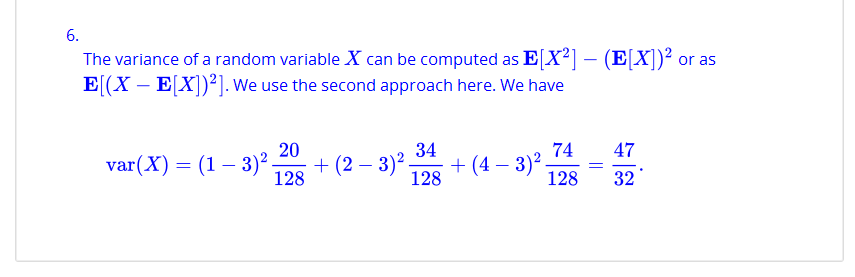 6.
The variance of a random variable X can be computed as E[X²] − (E[X])² or as
E[(X − E[X])²]. We use the second approach here. We have
var(X) = (1 − 3)² 20/128 + (2 − 3)² 34/128 + (4 − 3)² 74/128 = 47/32.